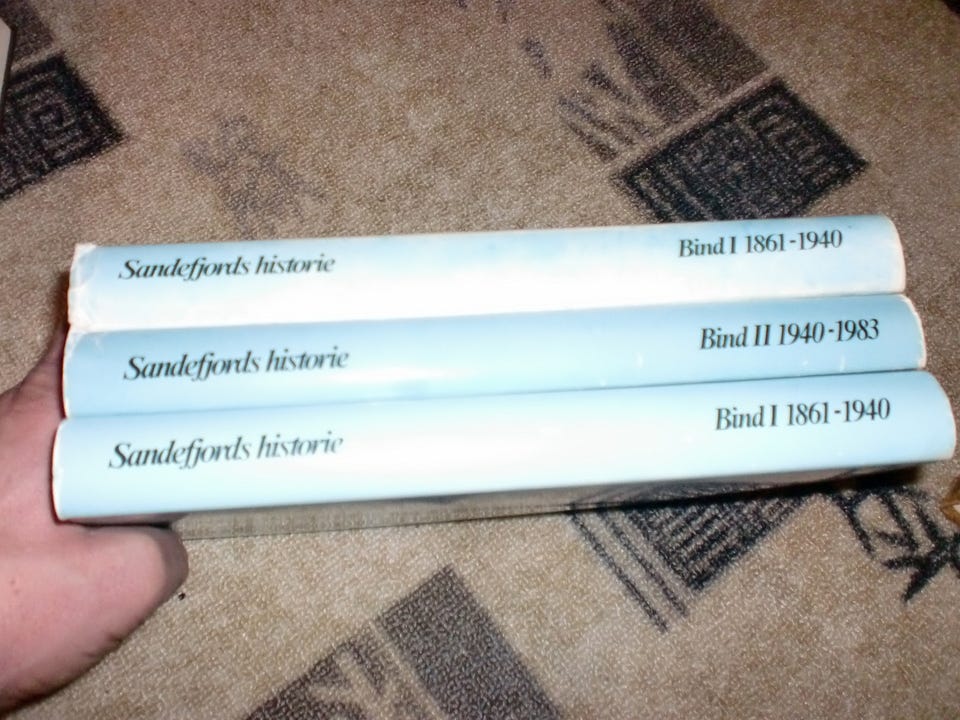 Sandefjords historie Bind I 1861-1940
Sandefjords historie Bind II 1940-1983
Sandefjords historie Bind I 1861-1940